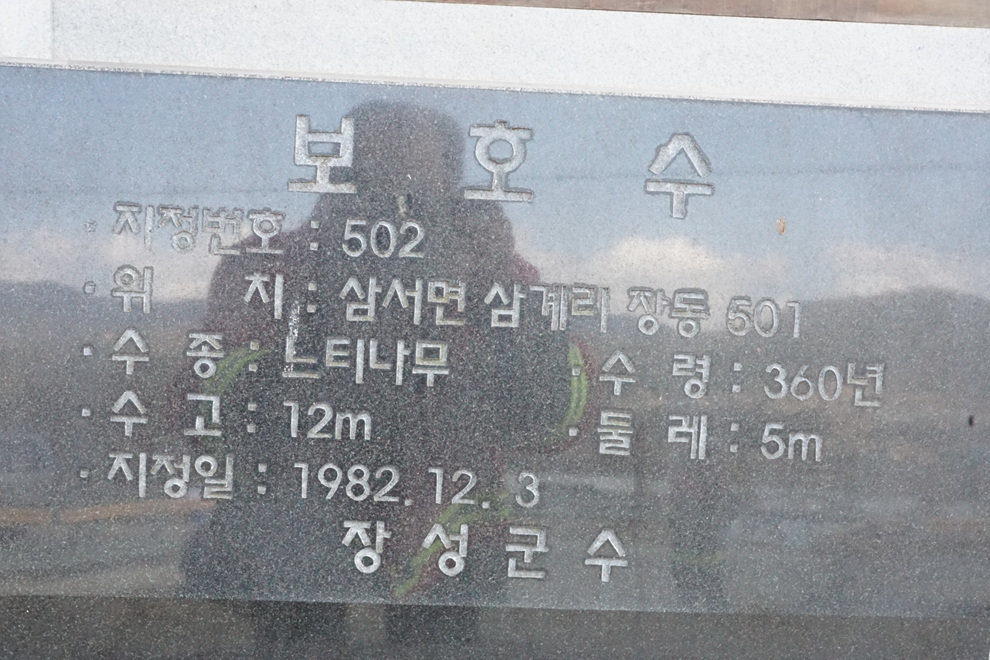 보 호 수
· 지정번호 : 502
· 위 치 : 삼서면 삼계리 장동 501
· 수 종 : 느티나무 · 수 령 : 360년
· 수 고 : 12m · 둘 레 : 5m
· 지정일 : 1982. 12. 3
장 성 군 수